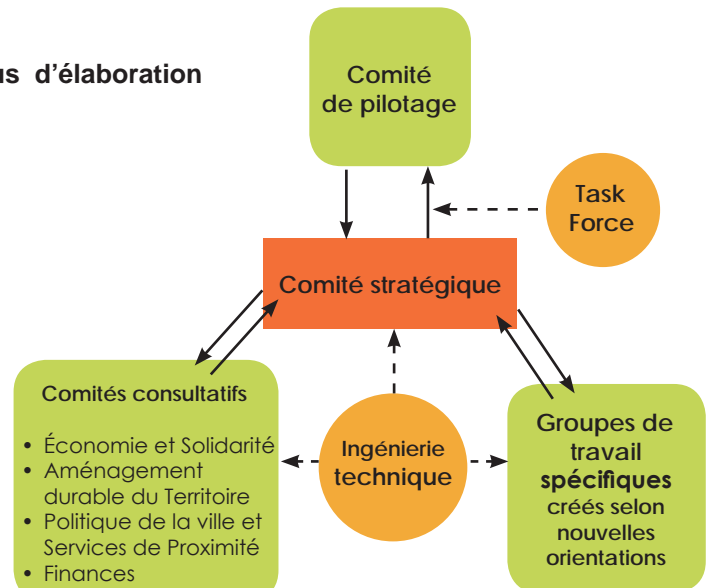 us d'élaboration
Comité
de pilotage
Task
Force
Comité stratégique
Comités consultatifs
• Économie et Solidarité
• Aménagement
durable du Territoire
• Politique de la ville et
Services de Proximité
• Finances
Ingénierie
technique
Groupes de
travail
spécifiques
créés selon
nouvelles
orientations